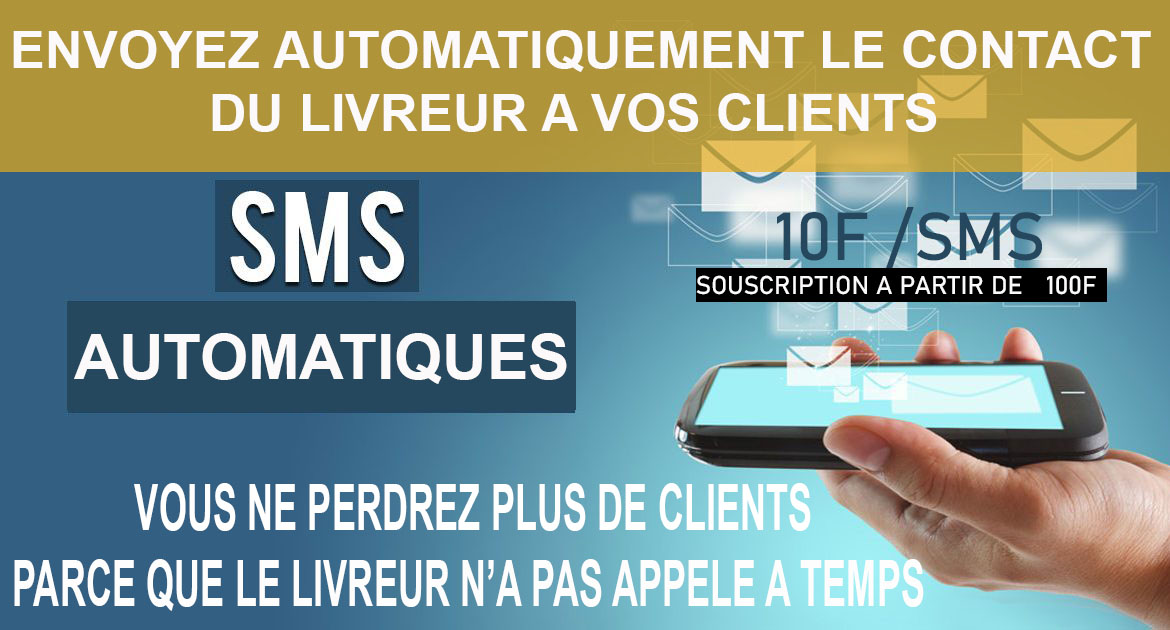 ENVOYEZ AUTOMATIQUEMENT LE CONTACT
DU LIVREUR A VOS CLIENTS
SMS
AUTOMATIQUES
10F /SMS
SOUSCRIPTION A PARTIR DE 100F
VOUS NE PERDREZ PLUS DE CLIENTS
PARCE QUE LE LIVREUR N’A PAS APPELE A TEMPS